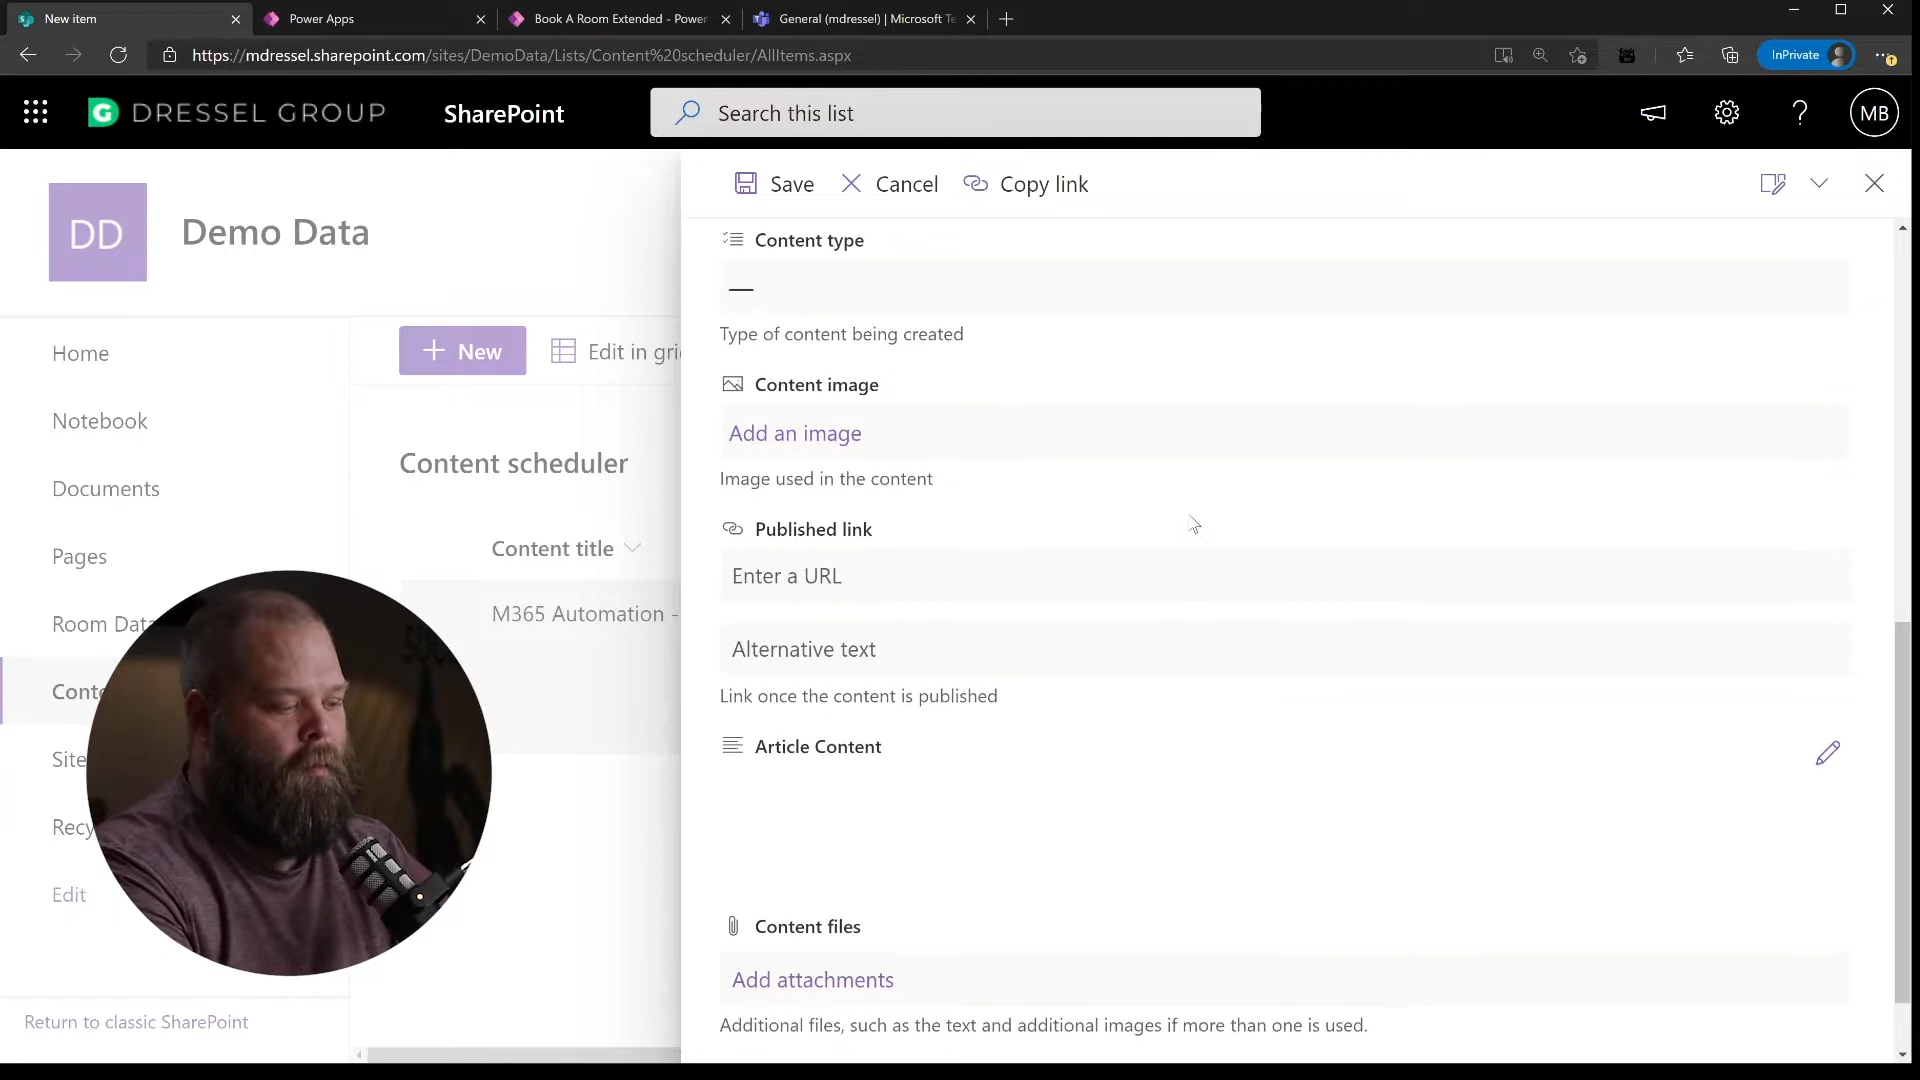 New item
Power Apps
Book A Room Extended - Power
General (mdressel) | Microsoft Te
https://mdressel.sharepoint.com/sites/DemoData/Lists/Content%20scheduler/AllItems.aspx
InPrivate
DRESSEL GROUP
SharePoint
Search this list
MB
DD
Demo Data
Home
Notebook
Documents
Pages
Room Data
Conte
Site
Recy
Edit
Return to classic SharePoint
New
Edit in gri
Content scheduler
Content title
M365 Automation -
Save
Cancel
Copy link
Content type
—
Type of content being created
Content image
Add an image
Image used in the content
Published link
Enter a URL
Alternative text
Link once the content is published
Article Content
Content files
Add attachments
Additional files, such as the text and additional images if more than one is used.